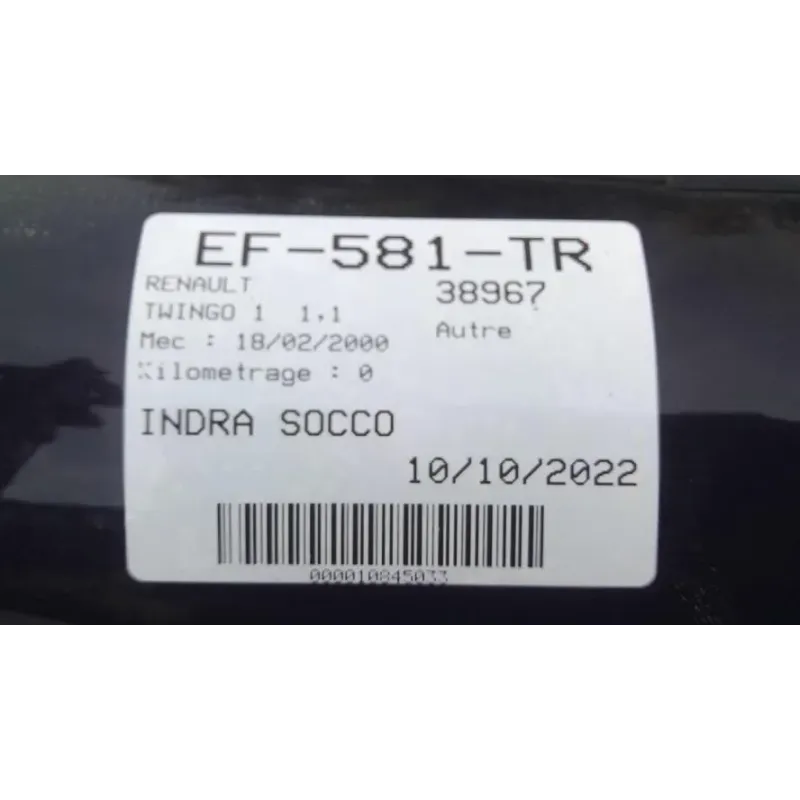 EF-581-TR
RENAULT 38967
TWINGO 1 1,1 Autre
Mec : 18/02/2000
Kilometrage : 0
INDRA SOCCO
10/10/2022
000010845033